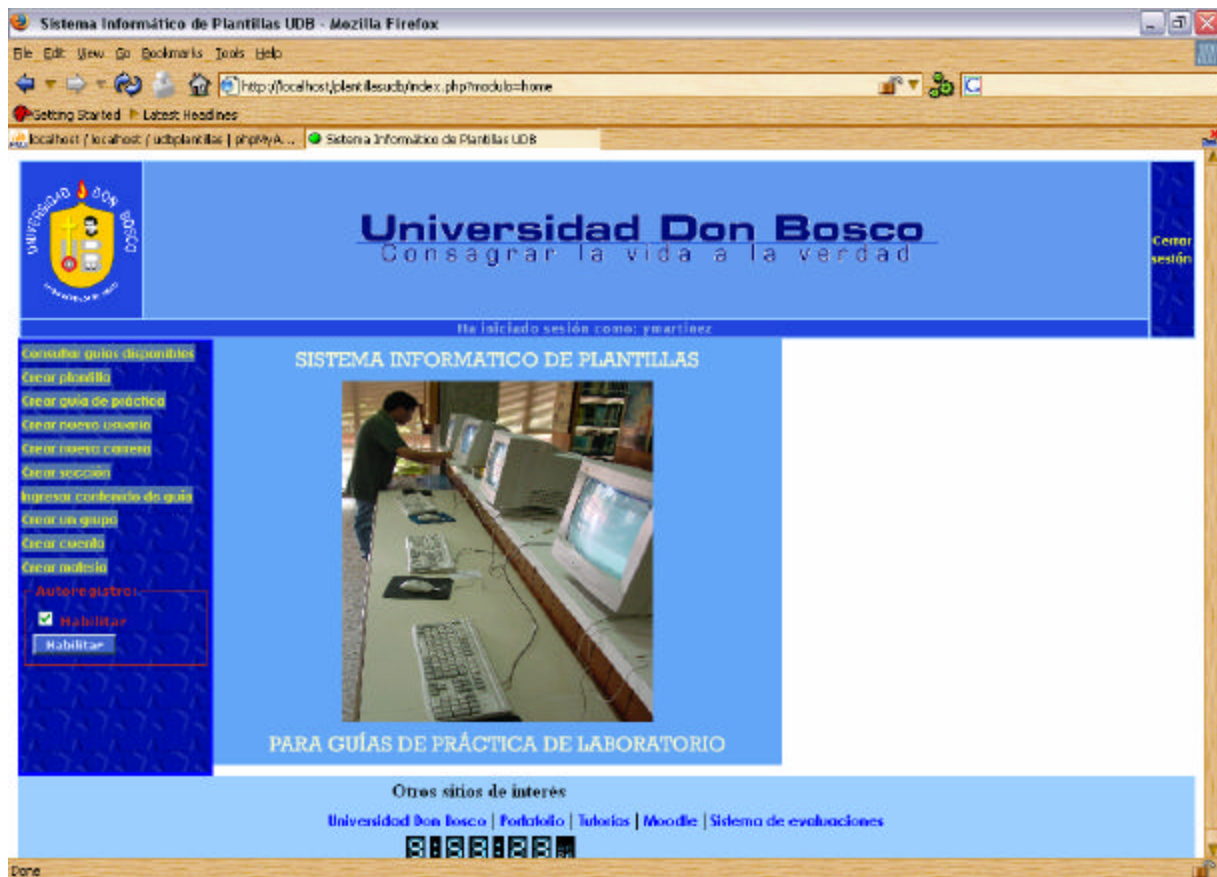 Sistema Informático de Plantillas UDB - Mozilla Firefox
File Edit View Go Bookmarks Tools Help
http://localhost/plantillasudb/index.php?modulo=home
Getting Started Latest Headlines
localhost / localhost / udbplantillas | phpMyA... Sistema Informático de Plantillas UDB
UNIVERSIDAD DON BOSCO
Universidad Don Bosco
Consagrar la vida a la verdad
Cerrar
sesión
Ha iniciado sesión como: ymartinez
Consultar guías disponibles
Crear plantilla
Crear guía de práctica
Crear nuevo usuario
Crear nueva carrera
Crear sección
Ingresar contenido de guía
Crear un grupo
Crear cuenta
Crear materia
Autoregistro:
Habilitar
Habilitar
SISTEMA INFORMATICO DE PLANTILLAS
PARA GUÍAS DE PRÁCTICA DE LABORATORIO
Otros sitios de interés
Universidad Don Bosco | Portafolio | Tutorías | Moodle | Sistema de evaluaciones
Done